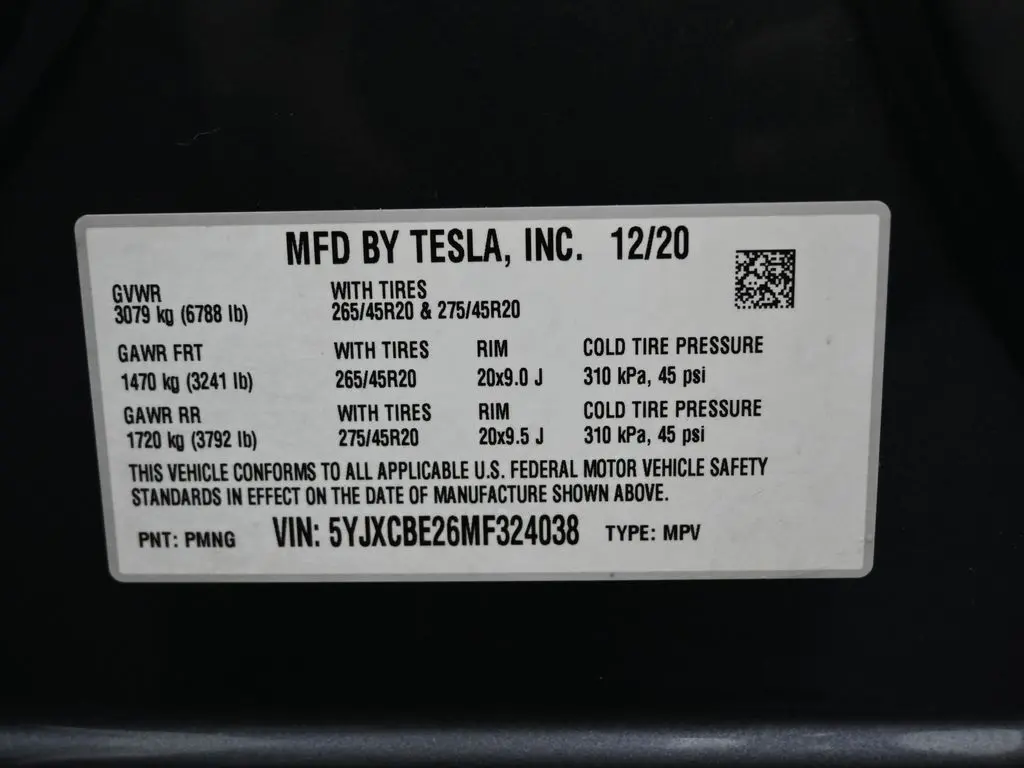 MFD BY TESLA, INC. 12/20
GVWR WITH TIRES
3079 kg (6788 lb) 265/45R20 & 275/45R20
GAWR FRT WITH TIRES RIM COLD TIRE PRESSURE
1470 kg (3241 lb) 265/45R20 20x9.0 J 310 kPa, 45 psi
GAWR RR WITH TIRES RIM COLD TIRE PRESSURE
1720 kg (3792 lb) 275/45R20 20x9.5 J 310 kPa, 45 psi
THIS VEHICLE CONFORMS TO ALL APPLICABLE U.S. FEDERAL MOTOR VEHICLE SAFETY
STANDARDS IN EFFECT ON THE DATE OF MANUFACTURE SHOWN ABOVE.
PNT: PMNG VIN: 5YJXCBE26MF324038 TYPE: MPV